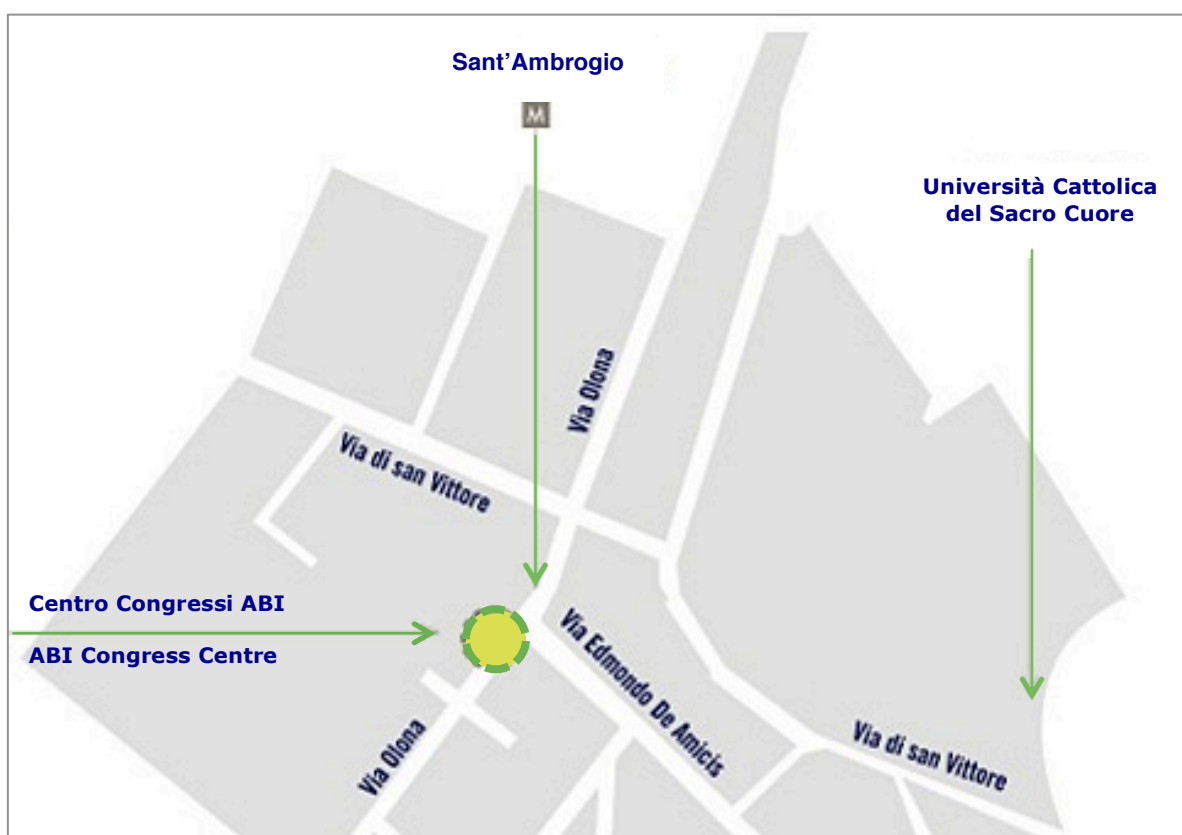 Sant’Ambrogio
M
Università Cattolica
del Sacro Cuore
Via Olona
Via di san Vittore
Centro Congressi ABI
ABI Congress Centre
Via Edmondo De Amicis
Via Olona
Via di san Vittore